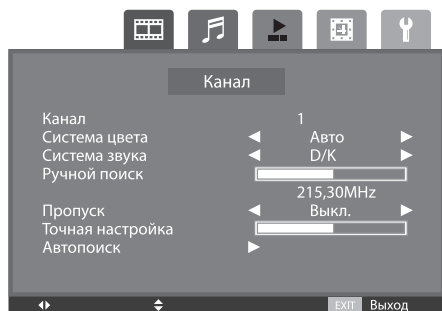 Канал
Канал 1
Система цвета Авто
Система звука D/K
Ручной поиск
215,30MHz
Пропуск Выкл.
Точная настройка
Автопоиск
EXIT Выход